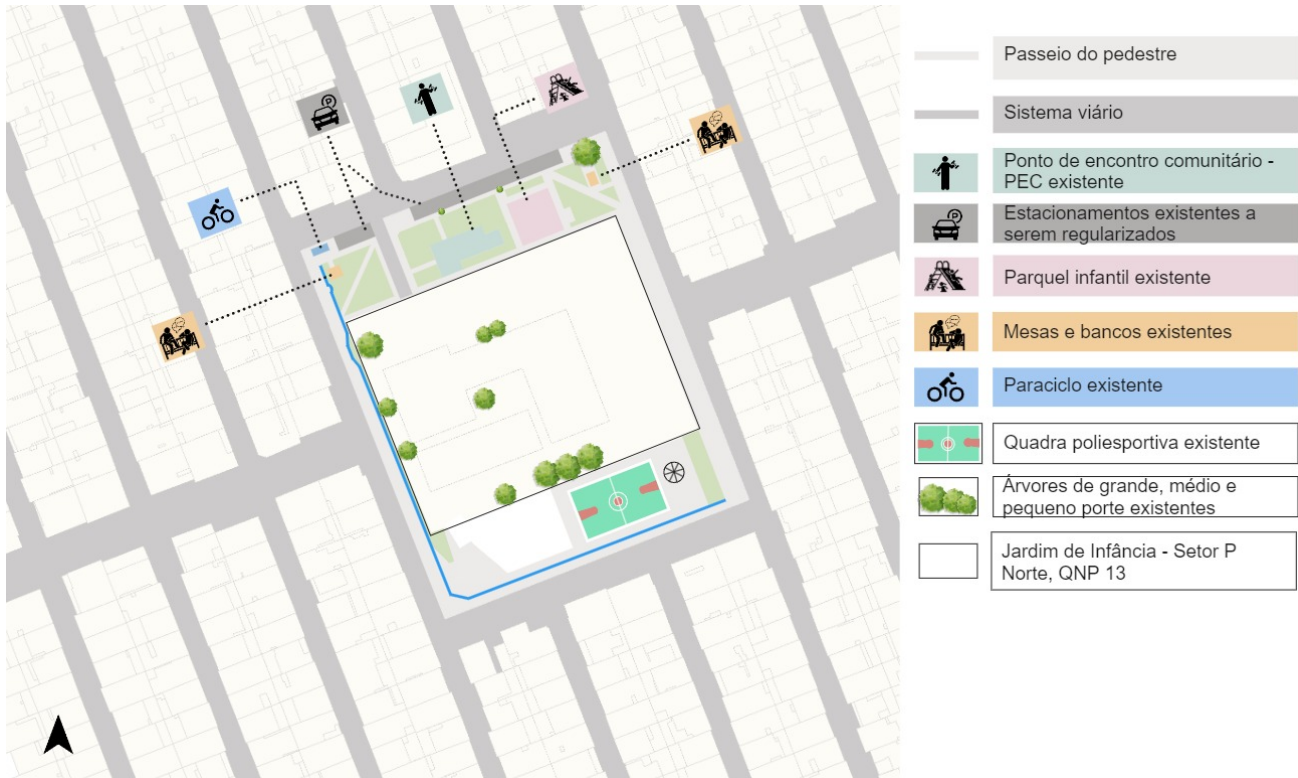 Passeio do pedestre
Sistema viário
Ponto de encontro comunitário -
PEC existente
Estacionamentos existentes a
serem regularizados
Parquel infantil existente
Mesas e bancos existentes
Paraciclo existente
Quadra poliesportiva existente
Árvores de grande, médio e
pequeno porte existentes
Jardim de Infância - Setor P
Norte, QNP 13